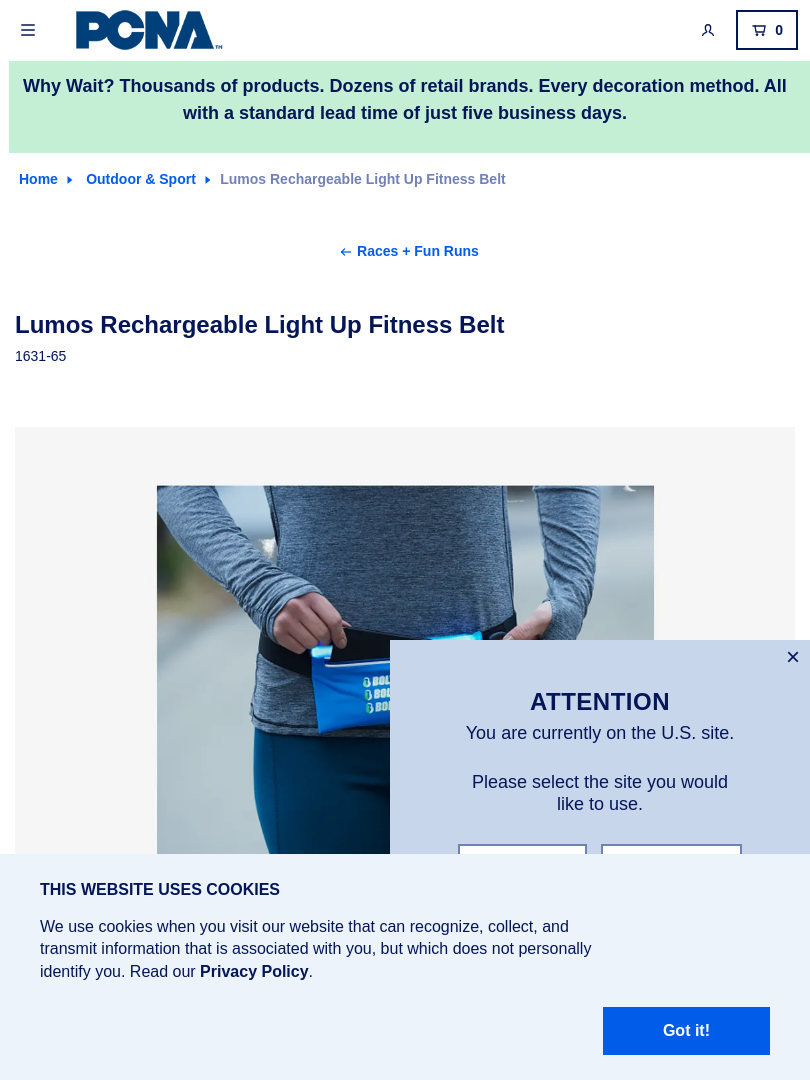 PCNA™
0
Why Wait? Thousands of products. Dozens of retail brands. Every decoration method. All
with a standard lead time of just five business days.
Home
Outdoor & Sport
Lumos Rechargeable Light Up Fitness Belt
Races + Fun Runs
Lumos Rechargeable Light Up Fitness Belt
1631-65
ATTENTION
You are currently on the U.S. site.
Please select the site you would
like to use.
THIS WEBSITE USES COOKIES
We use cookies when you visit our website that can recognize, collect, and
transmit information that is associated with you, but which does not personally
identify you. Read our Privacy Policy.
Got it!